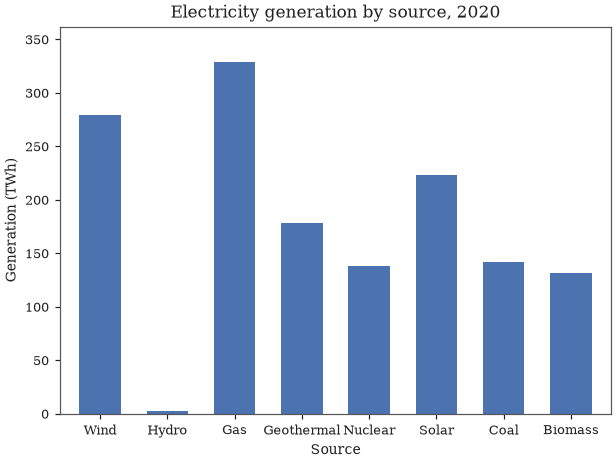 Electricity generation by source, 2020
Generation (TWh)
350
300
250
200
150
100
50
0
Wind Hydro Gas Geothermal Nuclear Solar Coal Biomass
Source